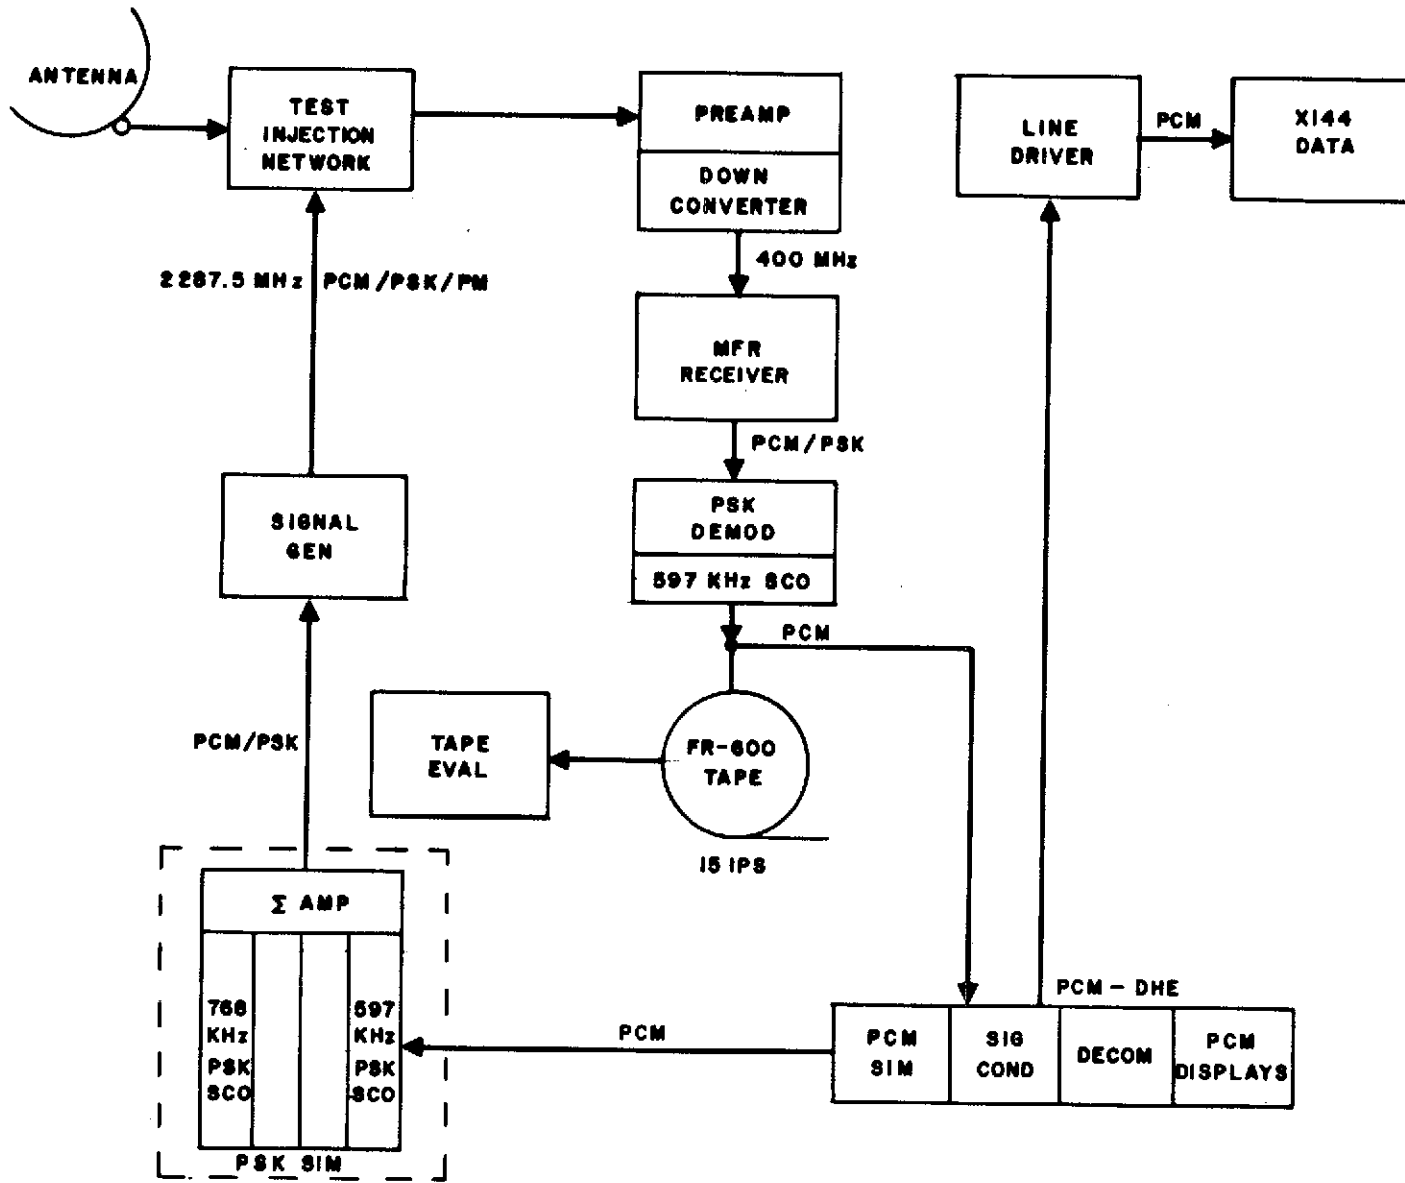 ANTENNA
TEST
INJECTION
NETWORK
PREAMP
DOWN
CONVERTER
LINE
DRIVER
PCM
X144
DATA
2287.5 MHz
PCM/PSK/PM
400 MHz
MFR
RECEIVER
PCM/PSK
SIGNAL
GEN
PSK
DEMOD
597 KHz SCO
PCM
PCM/PSK
TAPE
EVAL
FR-600
TAPE
15 IPS
Σ AMP
768
KHz
PSK
SCO
597
KHz
PSK
SCO
PSK SIM
PCM
PCM - DHE
PCM
SIM
SIG
COND
DECOM
PCM
DISPLAYS